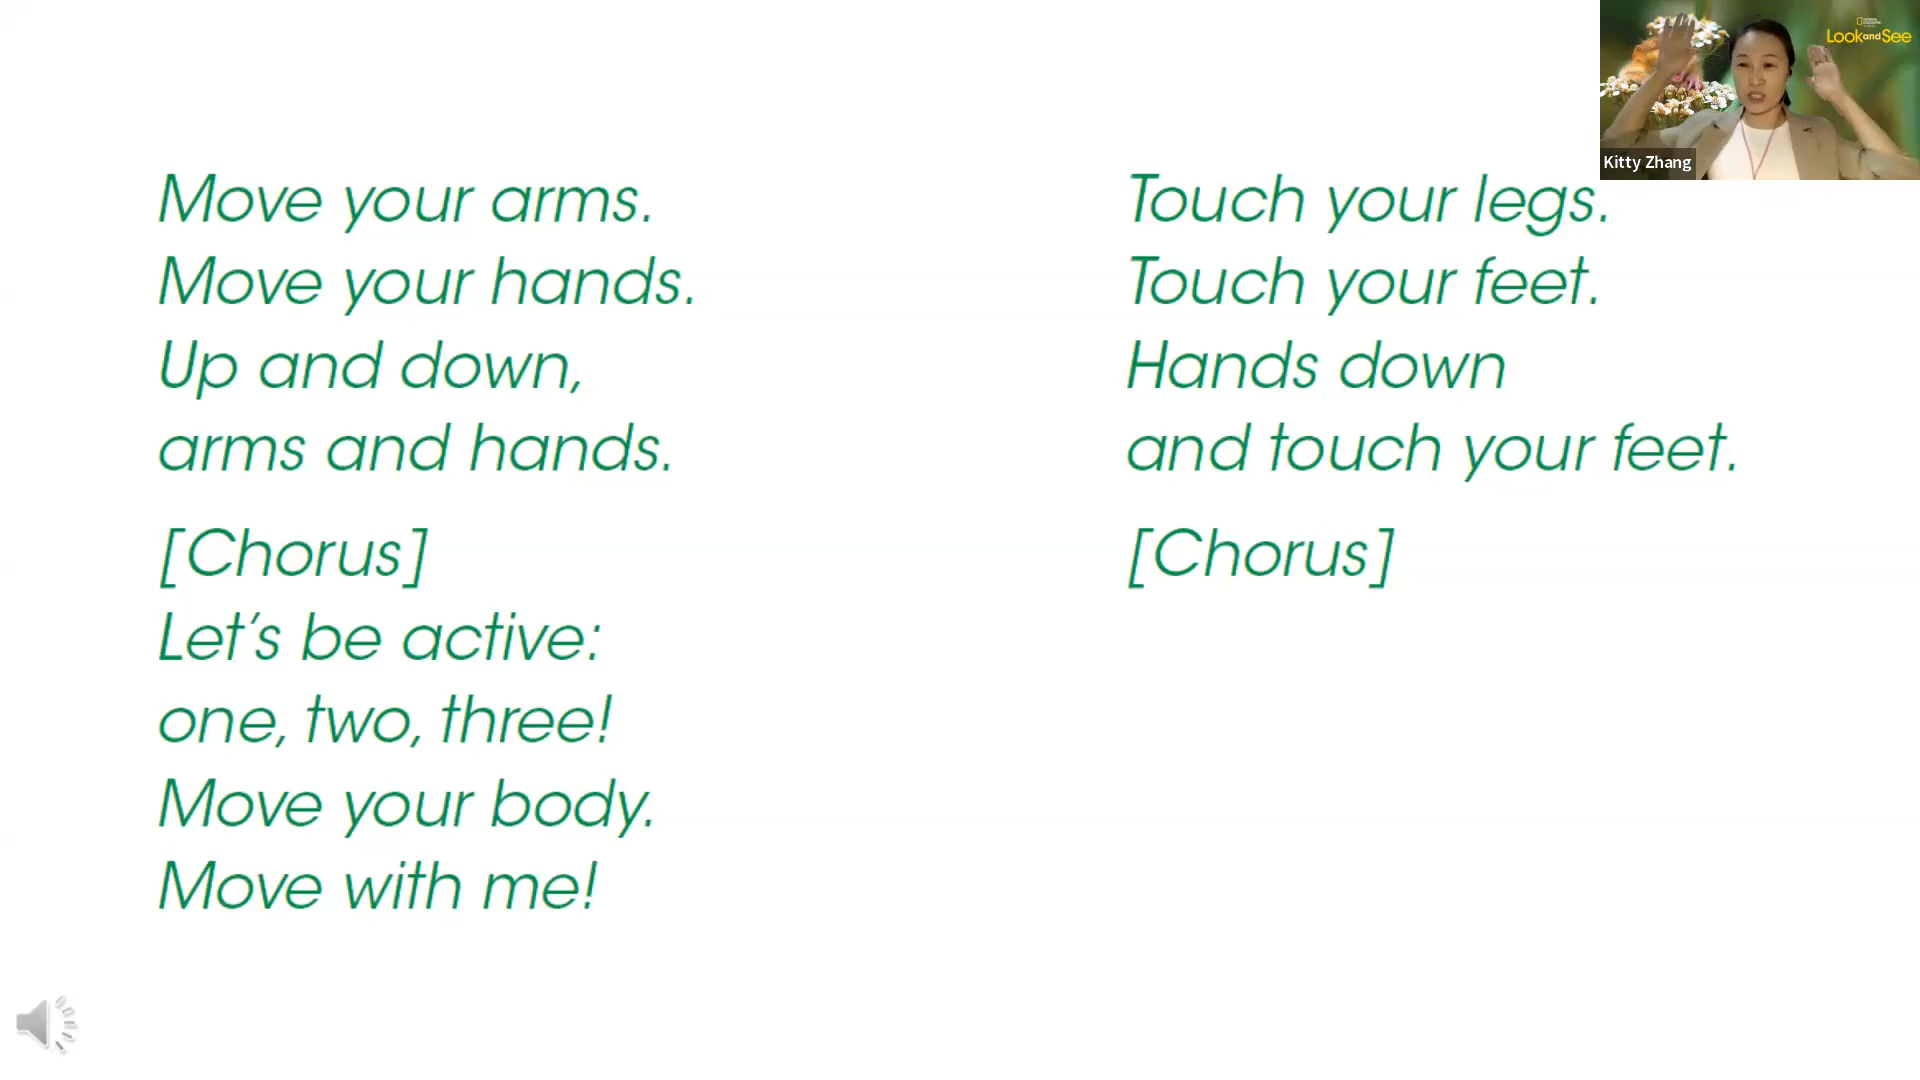 Move your arms.
Move your hands.
Up and down,
arms and hands.
[Chorus]
Let's be active:
one, two, three!
Move your body.
Move with me!
Touch your legs.
Touch your feet.
Hands down
and touch your feet.
[Chorus]
Look and See
Kitty Zhang